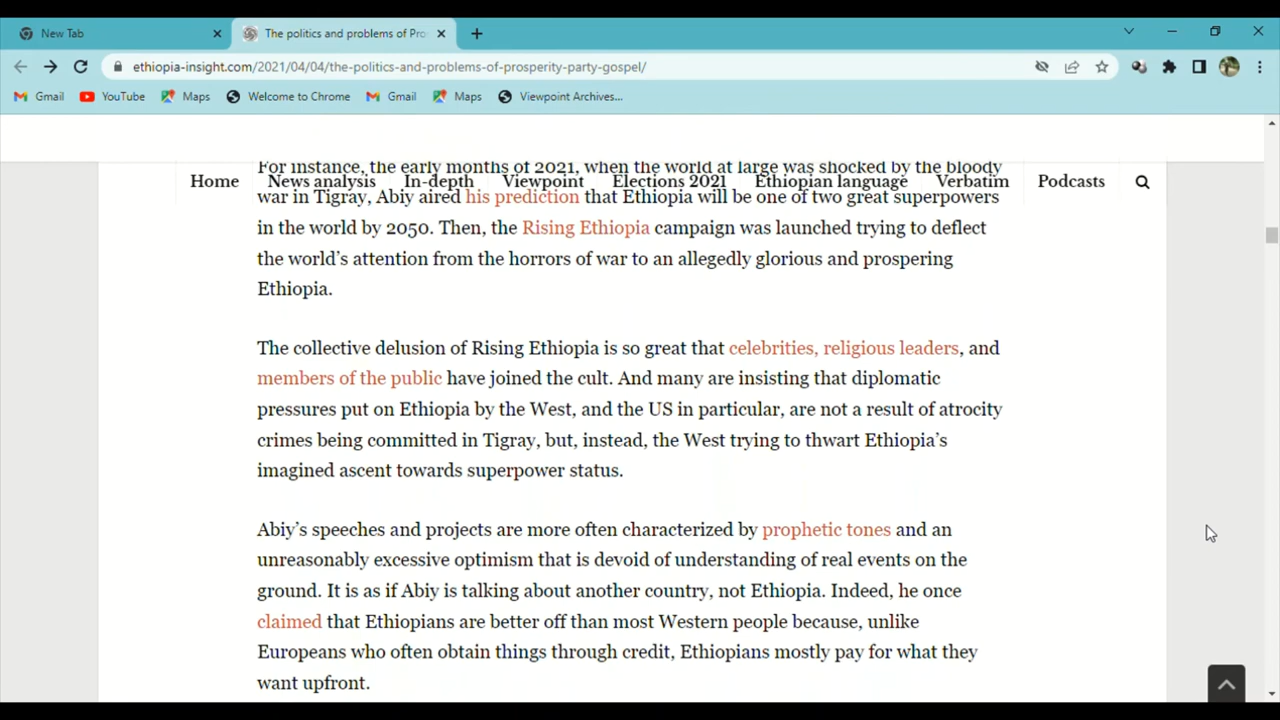 New Tab
The politics and problems of Pro
ethiopia-insight.com/2021/04/04/the-politics-and-problems-of-prosperity-party-gospel/
Gmail YouTube Maps Welcome to Chrome Gmail Maps Viewpoint Archives...
For instance, the early months of 2021, when the world at large was shocked by the bloody
Home News analysis In-depth Viewpoint Elections 2021 Ethiopian language Verbatim Podcasts
war in Tigray, Abiy aired his prediction that Ethiopia will be one of two great superpowers
in the world by 2050. Then, the Rising Ethiopia campaign was launched trying to deflect
the world’s attention from the horrors of war to an allegedly glorious and prospering
Ethiopia.
The collective delusion of Rising Ethiopia is so great that celebrities, religious leaders, and
members of the public have joined the cult. And many are insisting that diplomatic
pressures put on Ethiopia by the West, and the US in particular, are not a result of atrocity
crimes being committed in Tigray, but, instead, the West trying to thwart Ethiopia’s
imagined ascent towards superpower status.
Abiy’s speeches and projects are more often characterized by prophetic tones and an
unreasonably excessive optimism that is devoid of understanding of real events on the
ground. It is as if Abiy is talking about another country, not Ethiopia. Indeed, he once
claimed that Ethiopians are better off than most Western people because, unlike
Europeans who often obtain things through credit, Ethiopians mostly pay for what they
want upfront.